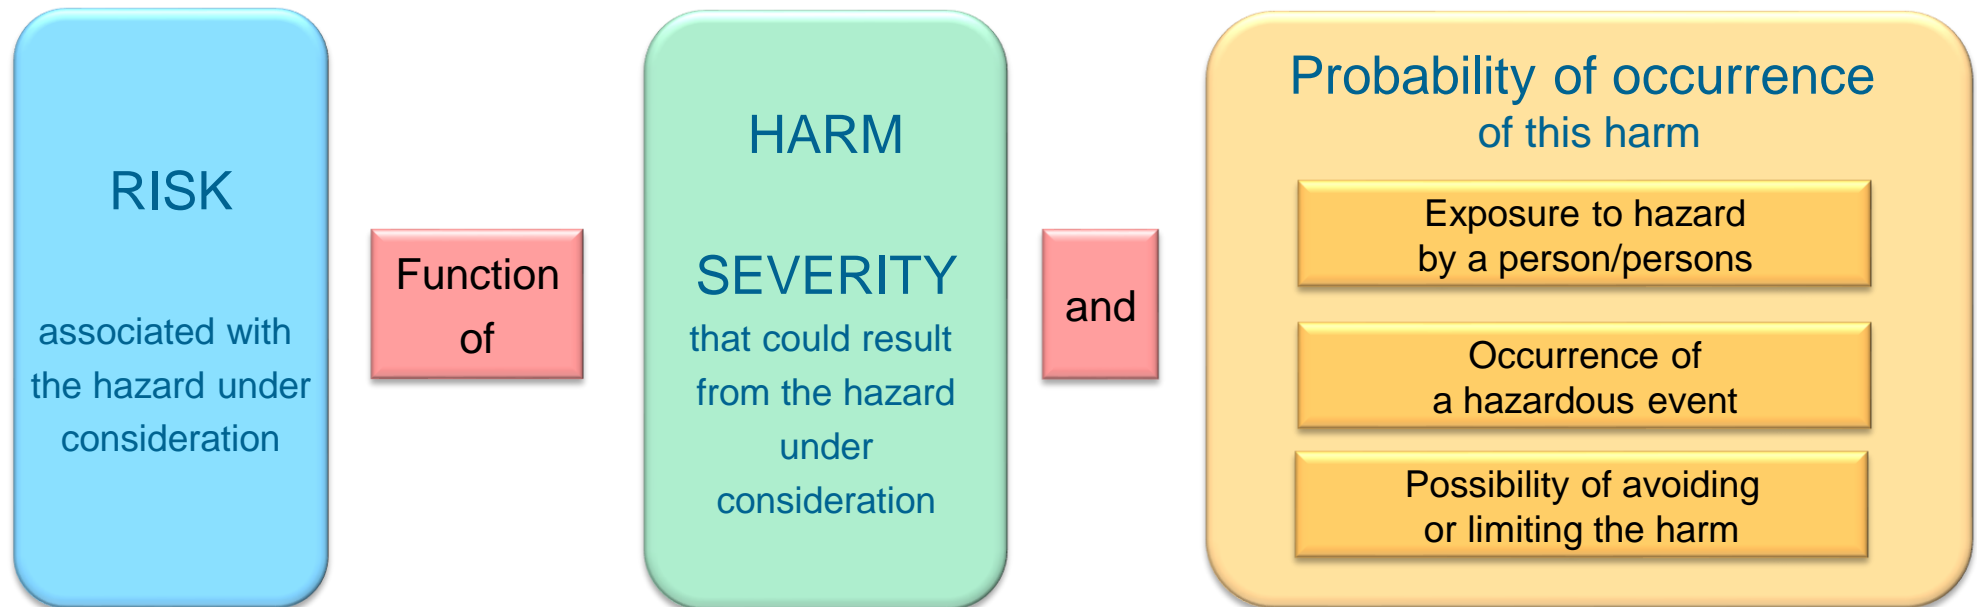 RISK
associated with
the hazard under
consideration
Function
of
HARM
SEVERITY
that could result
from the hazard
under
consideration
and
Probability of occurrence
of this harm
Exposure to hazard
by a person/persons
Occurrence of
a hazardous event
Possibility of avoiding
or limiting the harm